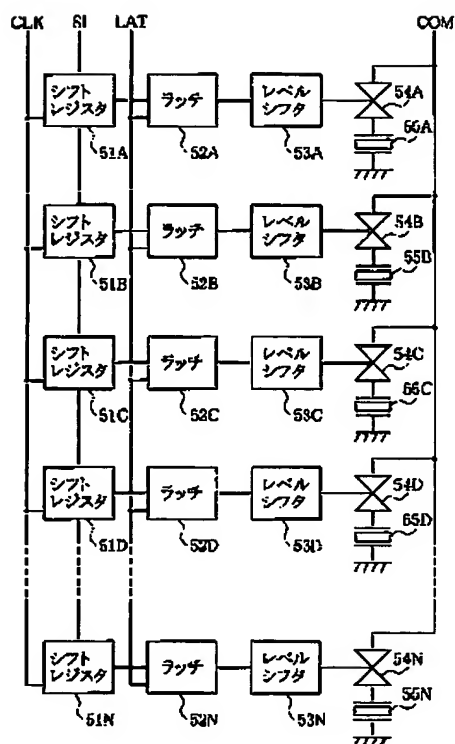 CLK SI LAT COM
シフト
レジスタ
ラッチ
レベル
シフタ
54A
55A
51A
52A
53A
シフト
レジスタ
ラッチ
レベル
シフタ
54B
55B
51B
52B
53B
シフト
レジスタ
ラッチ
レベル
シフタ
54C
55C
51C
52C
53C
シフト
レジスタ
ラッチ
レベル
シフタ
54D
55D
51D
52D
53D
シフト
レジスタ
ラッチ
レベル
シフタ
54N
55N
51N
52N
53N